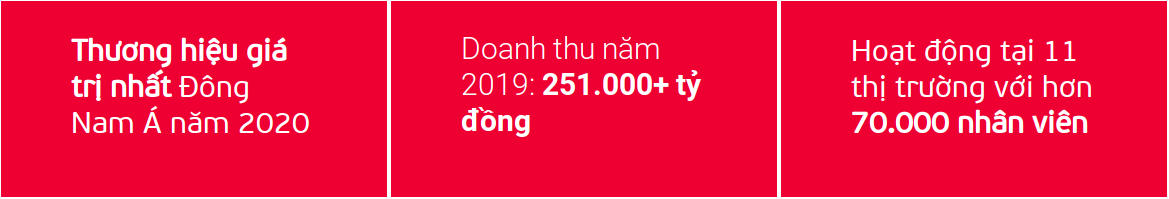 Thương hiệu giá
trị nhất Đông
Nam Á năm 2020
Doanh thu năm
2019: 251.000+ tỷ
đồng
Hoạt động tại 11
thị trường với hơn
70.000 nhân viên